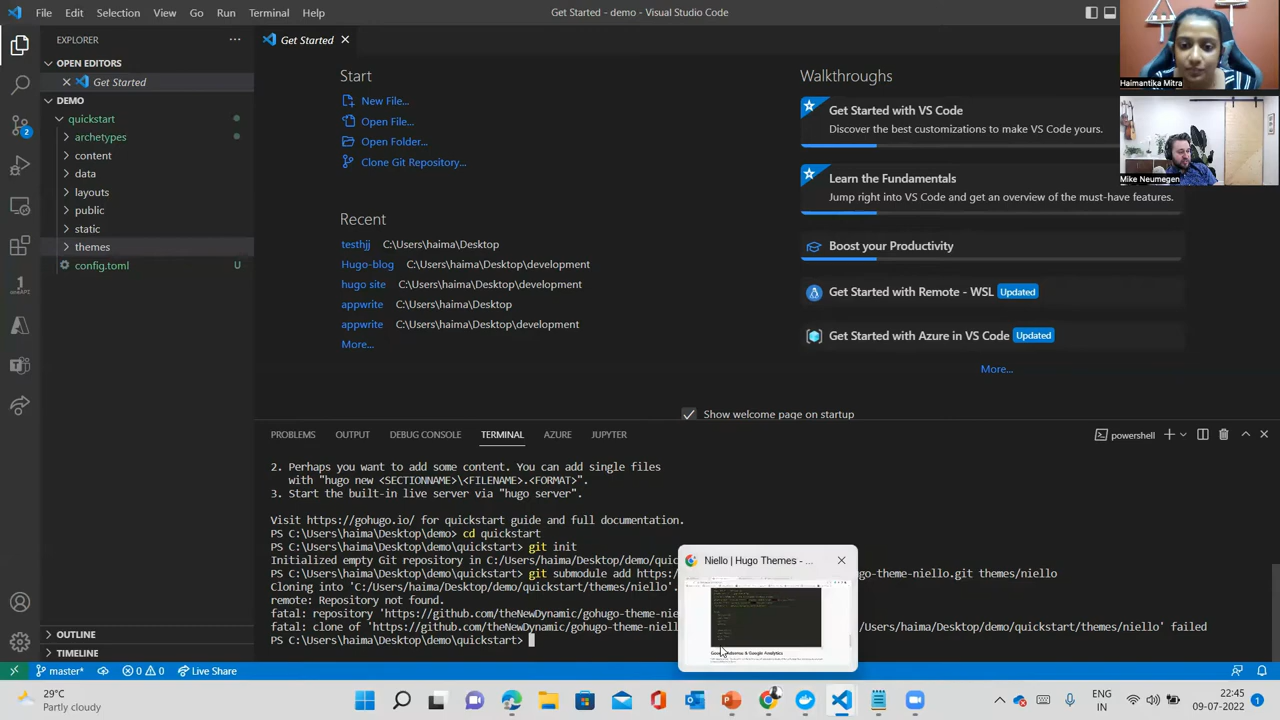 File Edit Selection View Go Run Terminal Help
Get Started - demo - Visual Studio Code
EXPLORER
OPEN EDITORS
Get Started
DEMO
quickstart
archetypes
content
data
layouts
public
static
themes
config.toml U
TIMELINE
2
Get Started
Start
New File...
Open File...
Open Folder...
Clone Git Repository...
Recent
testhjj C:\Users\haima\Desktop
Hugo-blog C:\Users\haima\Desktop\development
hugo site C:\Users\haima\Desktop\development
appwrite C:\Users\haima\Desktop
appwrite C:\Users\haima\Desktop\development
More...
Walkthroughs
Get Started with VS Code
Discover the best customizations to make VS Code yours.
Learn the Fundamentals
Jump right into VS Code and get an overview of the must-have features.
Boost your Productivity
Get Started with Remote - WSL Updated
Get Started with Azure in VS Code Updated
More...
Show welcome page on startup
Haimantika Mitra
Mike Neumegen
PROBLEMS OUTPUT DEBUG CONSOLE TERMINAL AZURE JUPYTER
powershell
2. Perhaps you want to add some content. You can add single files
with "hugo new <SECTIONNAME>\<FILENAME>.<FORMAT>".
3. Start the built-in live server via "hugo server".
Visit https://gohugo.io/ for quickstart guide and full documentation.
PS C:\Users\haima\Desktop\demo> cd quickstart
PS C:\Users\haima\Desktop\demo\quickstart> git init
Initialized empty Git repository in C:/Users/haima/Desktop/demo/quic
PS C:\Users\haima\Desktop\demo\quickstart> git submodule add https:/ hugo-theme-niello.git themes/niello
remote: Repository not found.
fatal: repository 'https://github.com/theNewDynamic/gohugo-theme-nie
fatal: clone of 'https://github.com/theNewDynamic/gohugo-theme-niell Users/haima/Desktop/demo/quickstart/themes/niello' failed
PS C:\Users\haima\Desktop\demo\quickstart>
Niello | Hugo Themes - ...
Adsense & Google Analytics
0 0 Live Share
Partly cloudy
ENG
IN
22:45
09-07-2022